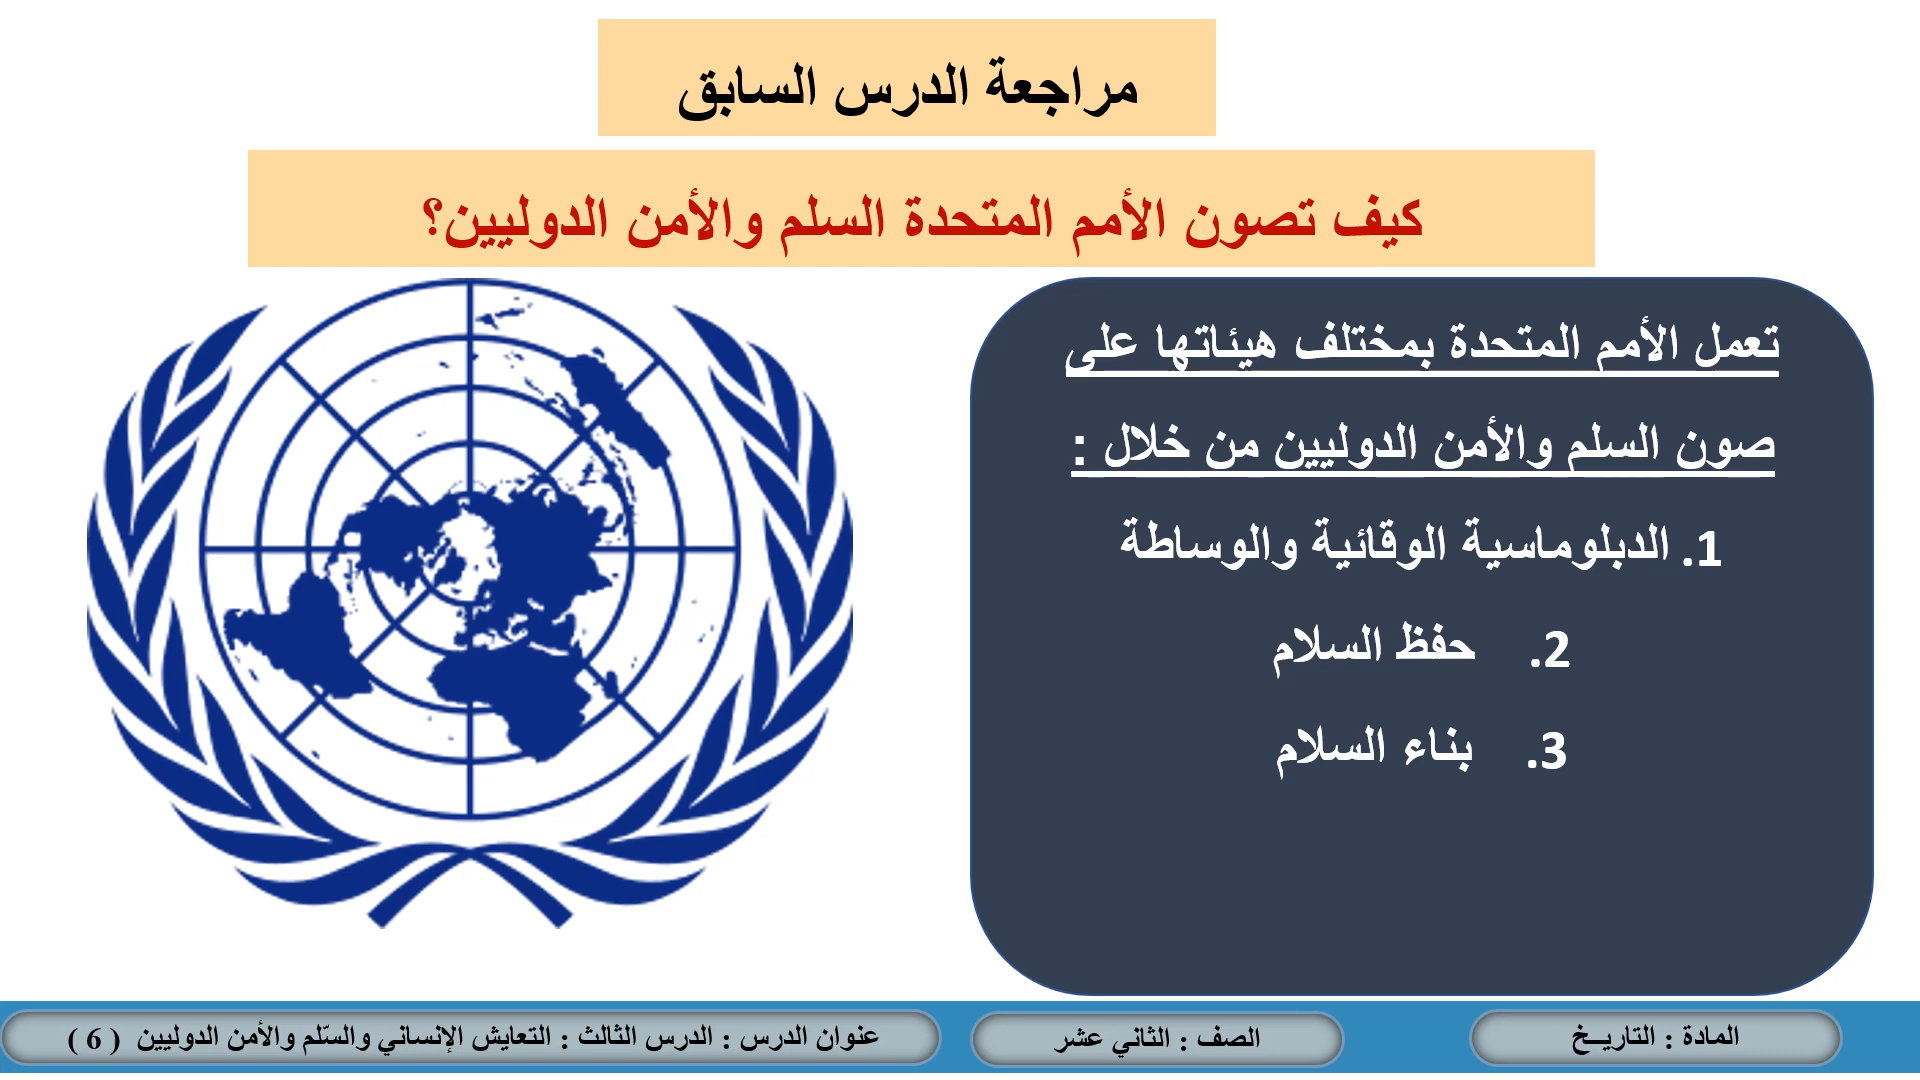 مراجعة الدرس السابق
كيف تصون الأمم المتحدة السلم والأمن الدوليين؟
تعمل الأمم المتحدة بمختلف هيئاتها على
صون السلم والأمن الدوليين من خلال :
1. الدبلوماسية الوقائية والوساطة
2. حفظ السلام
3. بناء السلام
المادة : التاريــخ
الصف : الثاني عشر
عنوان الدرس : الدرس الثالث : التعايش الإنساني والسّلم والأمن الدوليين ( 6 )